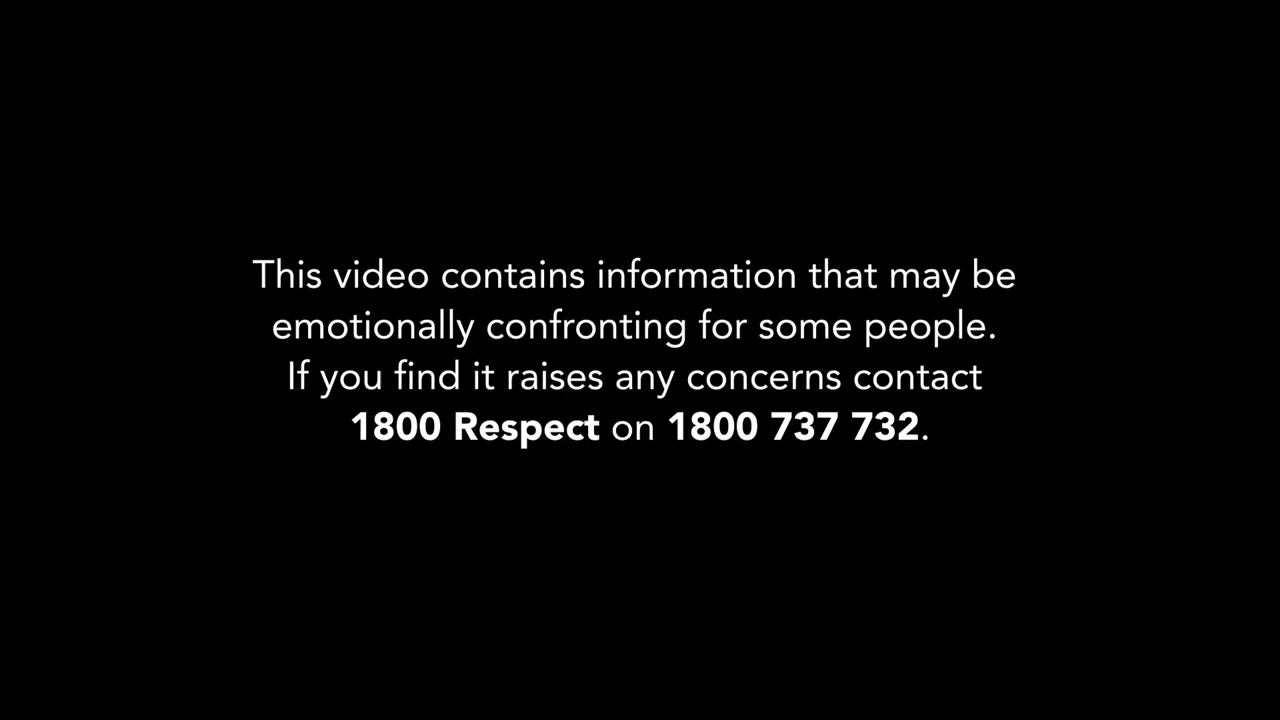 This video contains information that may be
emotionally confronting for some people.
If you find it raises any concerns contact
1800 Respect on 1800 737 732.